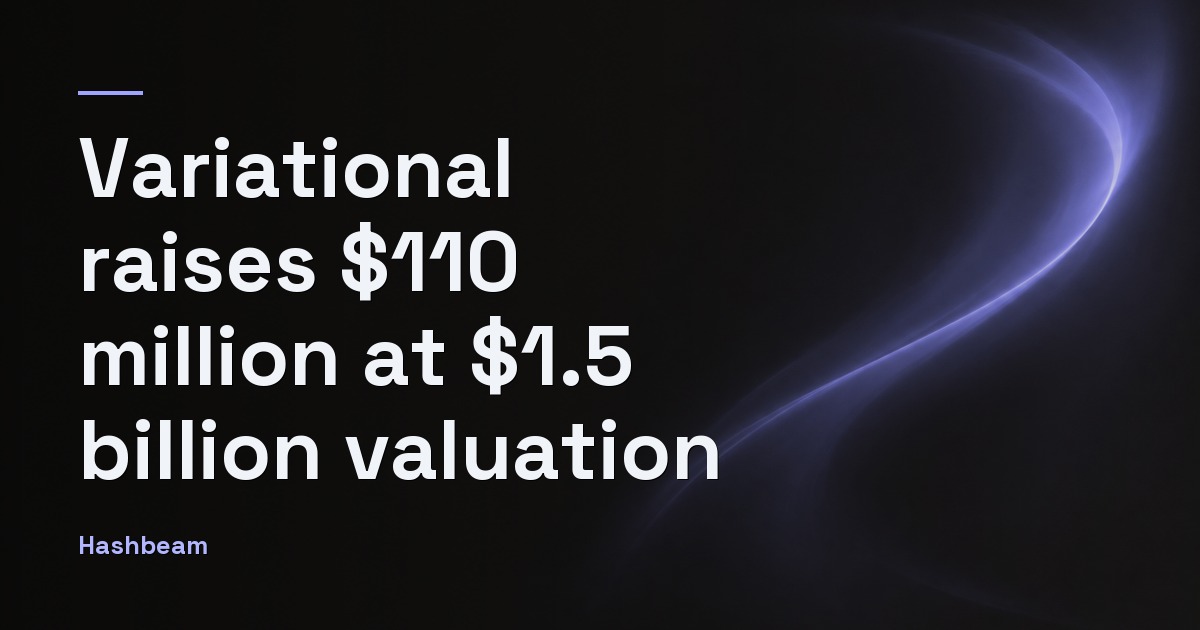 Variational
raises $110
million at $1.5
billion valuation
Hashbeam